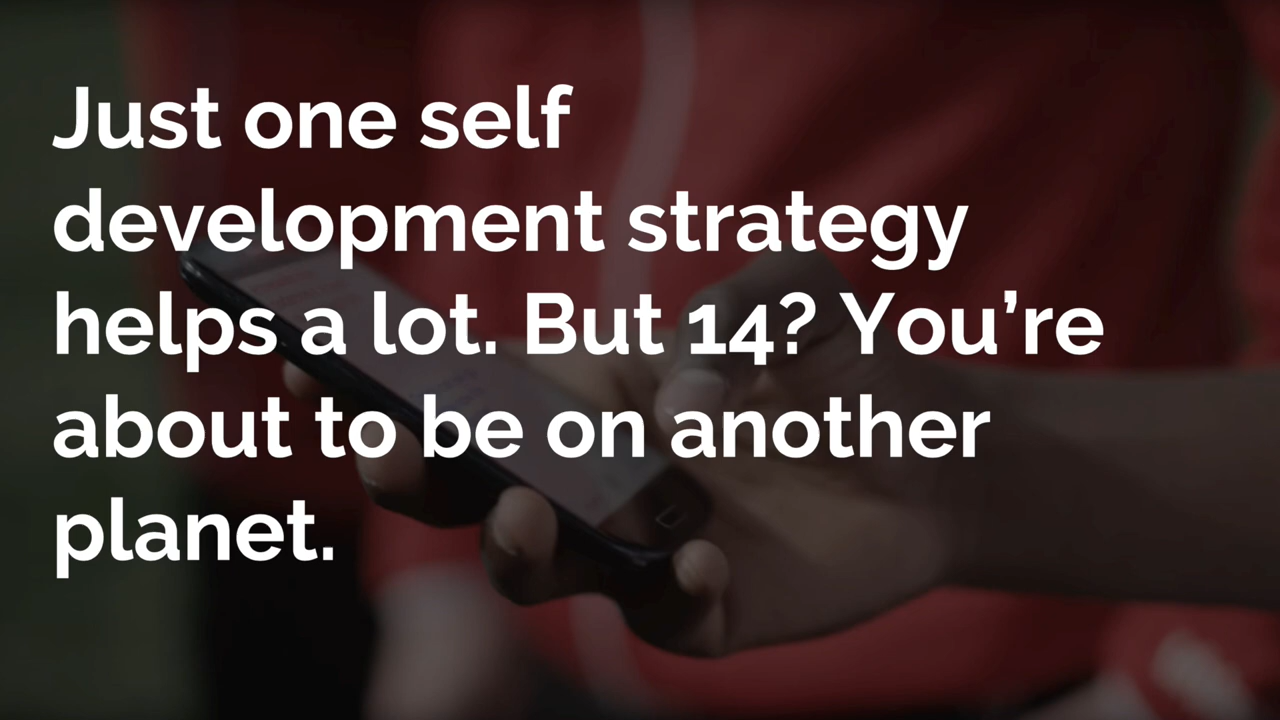 Just one self
development strategy
helps a lot. But 14? You’re
about to be on another
planet.